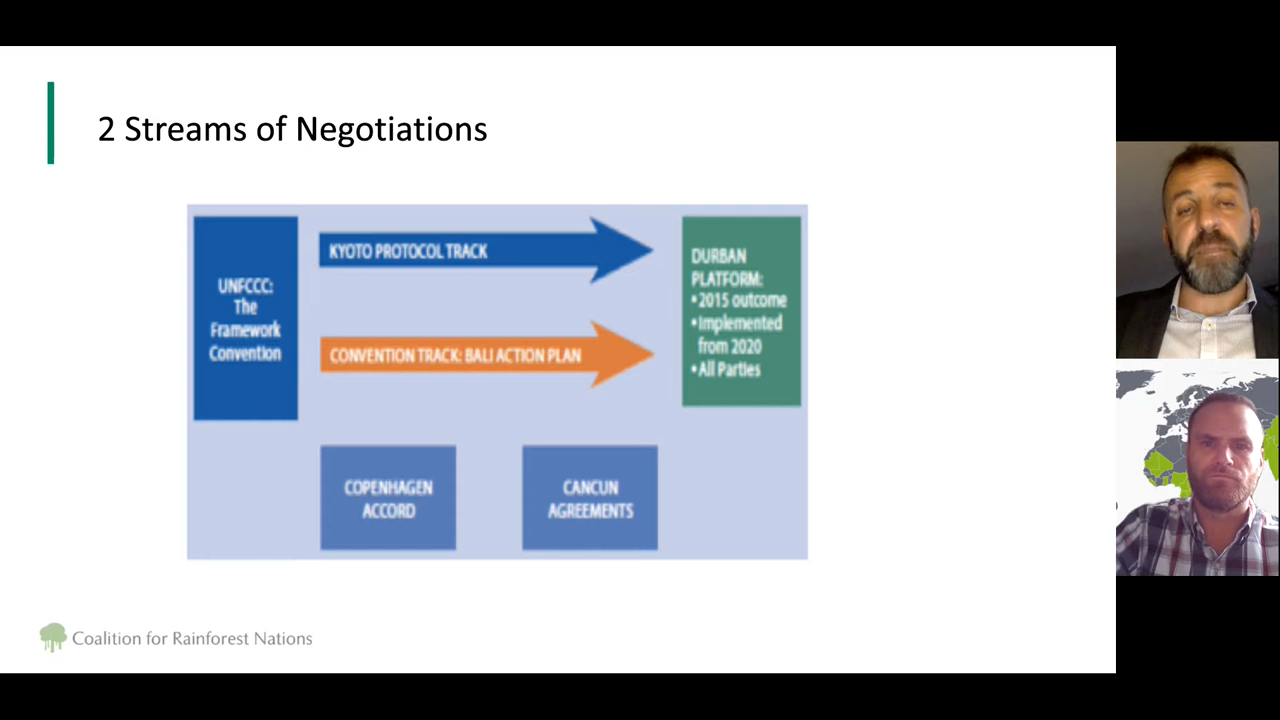 2 Streams of Negotiations
UNFCCC:
The
Framework
Convention
KYOTO PROTOCOL TRACK
CONVENTION TRACK: BALI ACTION PLAN
DURBAN
PLATFORM:
• 2015 outcome
• Implemented
from 2020
• All Parties
COPENHAGEN
ACCORD
CANCUN
AGREEMENTS
Coalition for Rainforest Nations